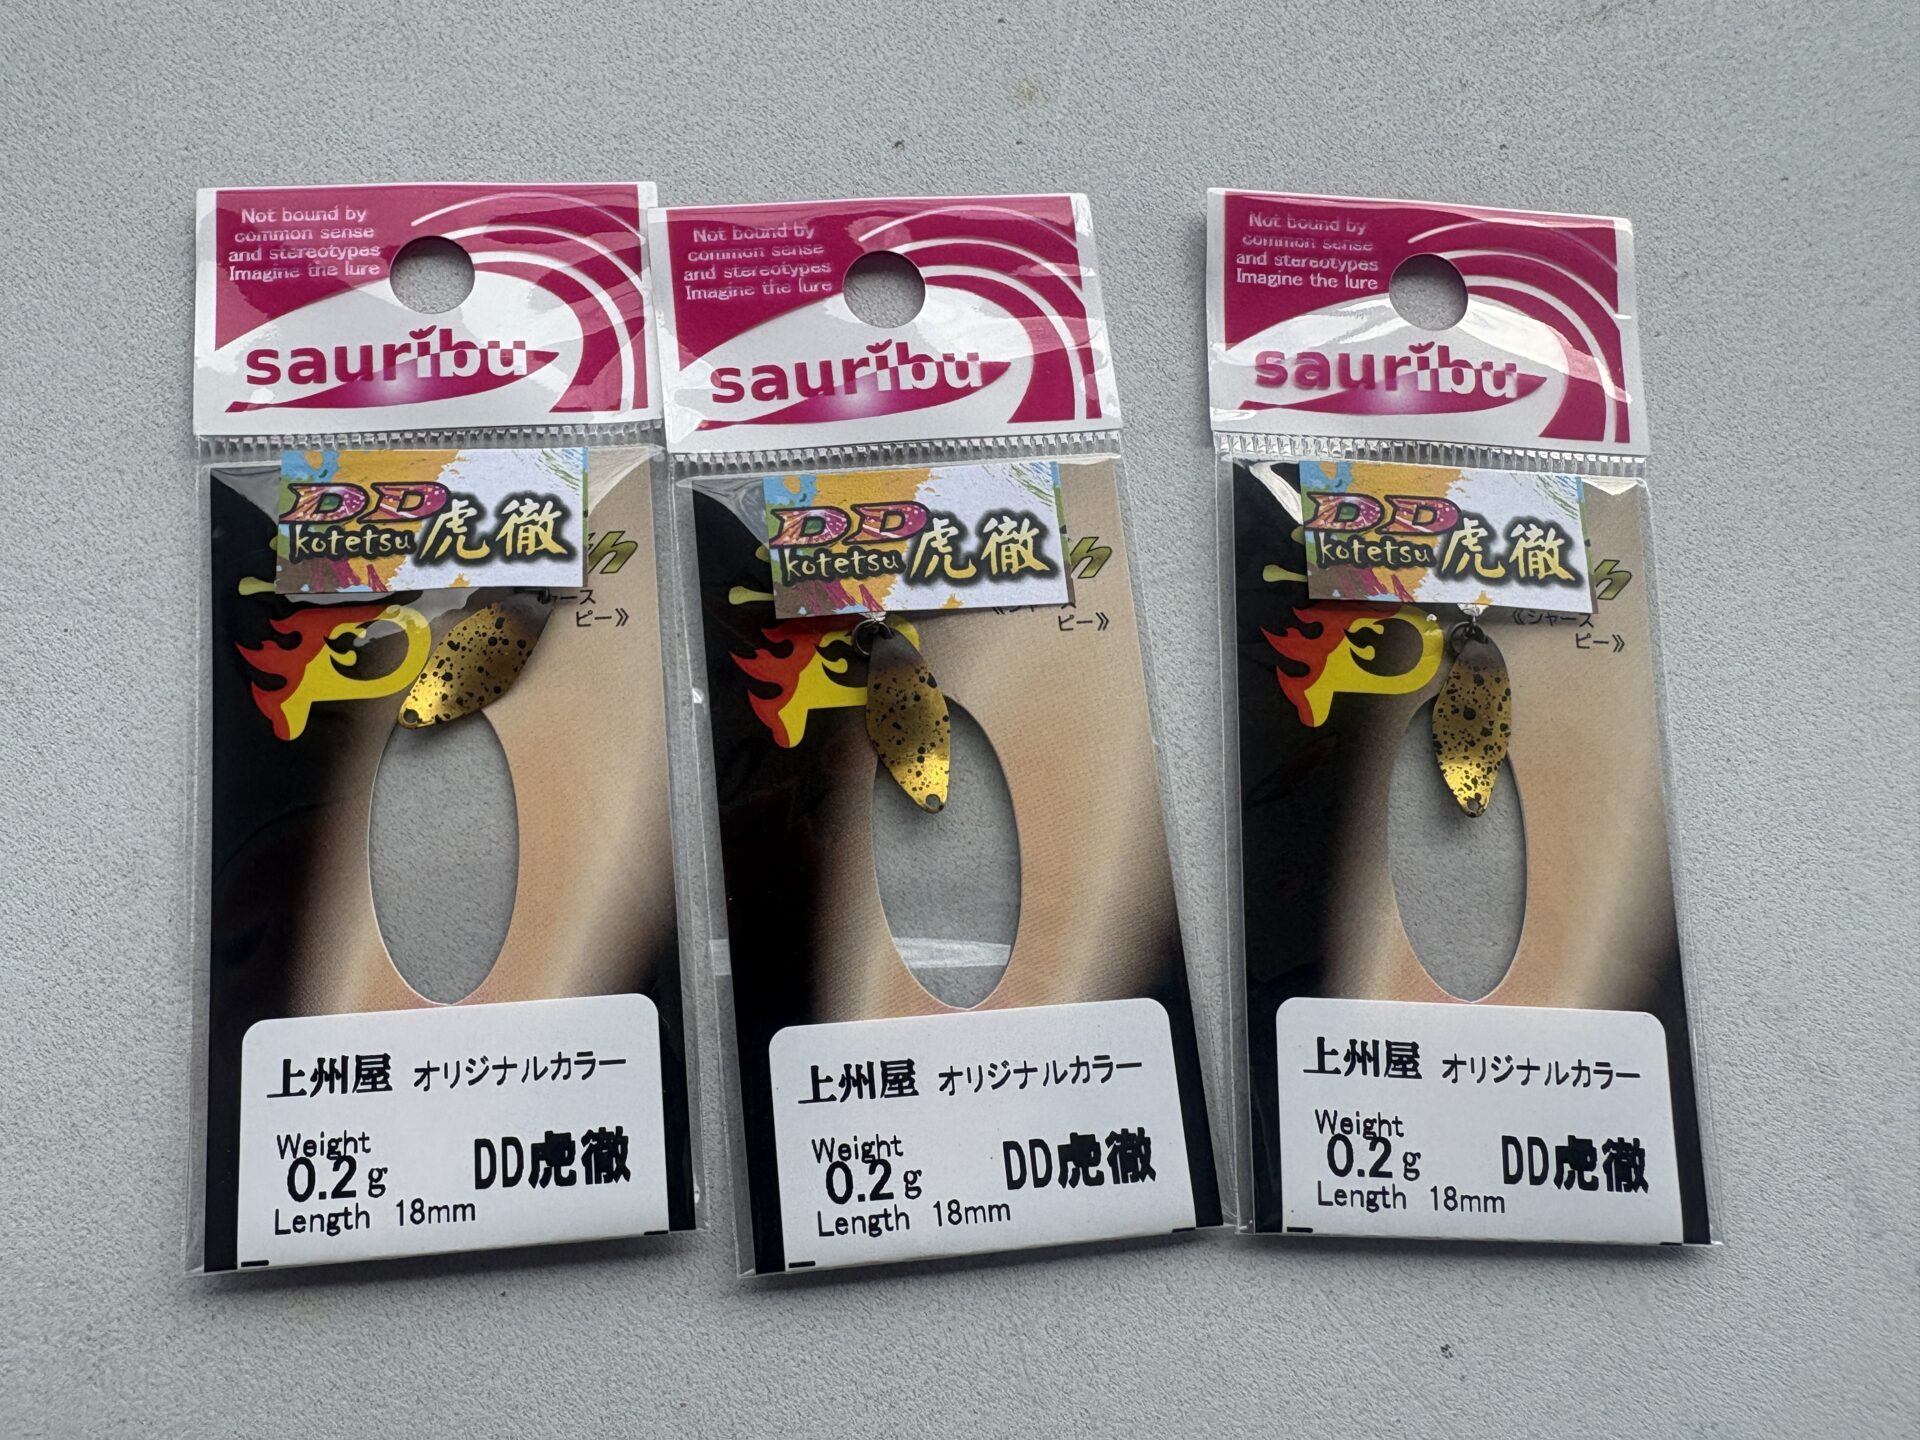 Not bound by
common sense
and stereotypes
Imagine the lure
sauribu
DD
kotetsu 虎徹
ピー》
上州屋 オリジナルカラー
Weight
0.2g
DD虎徹
Length 18mm
Not bound by
common sense
and stereotypes
Imagine the lure
sauribu
DD
kotetsu 虎徹
ピー》
上州屋 オリジナルカラー
Weight
0.2g
DD虎徹
Length 18mm
Not bound by
common sense
and stereotypes
Imagine the lure
sauribu
DD
kotetsu 虎徹
《シャース
ピー》
上州屋 オリジナルカラー
Weight
0.2g
DD虎徹
Length 18mm